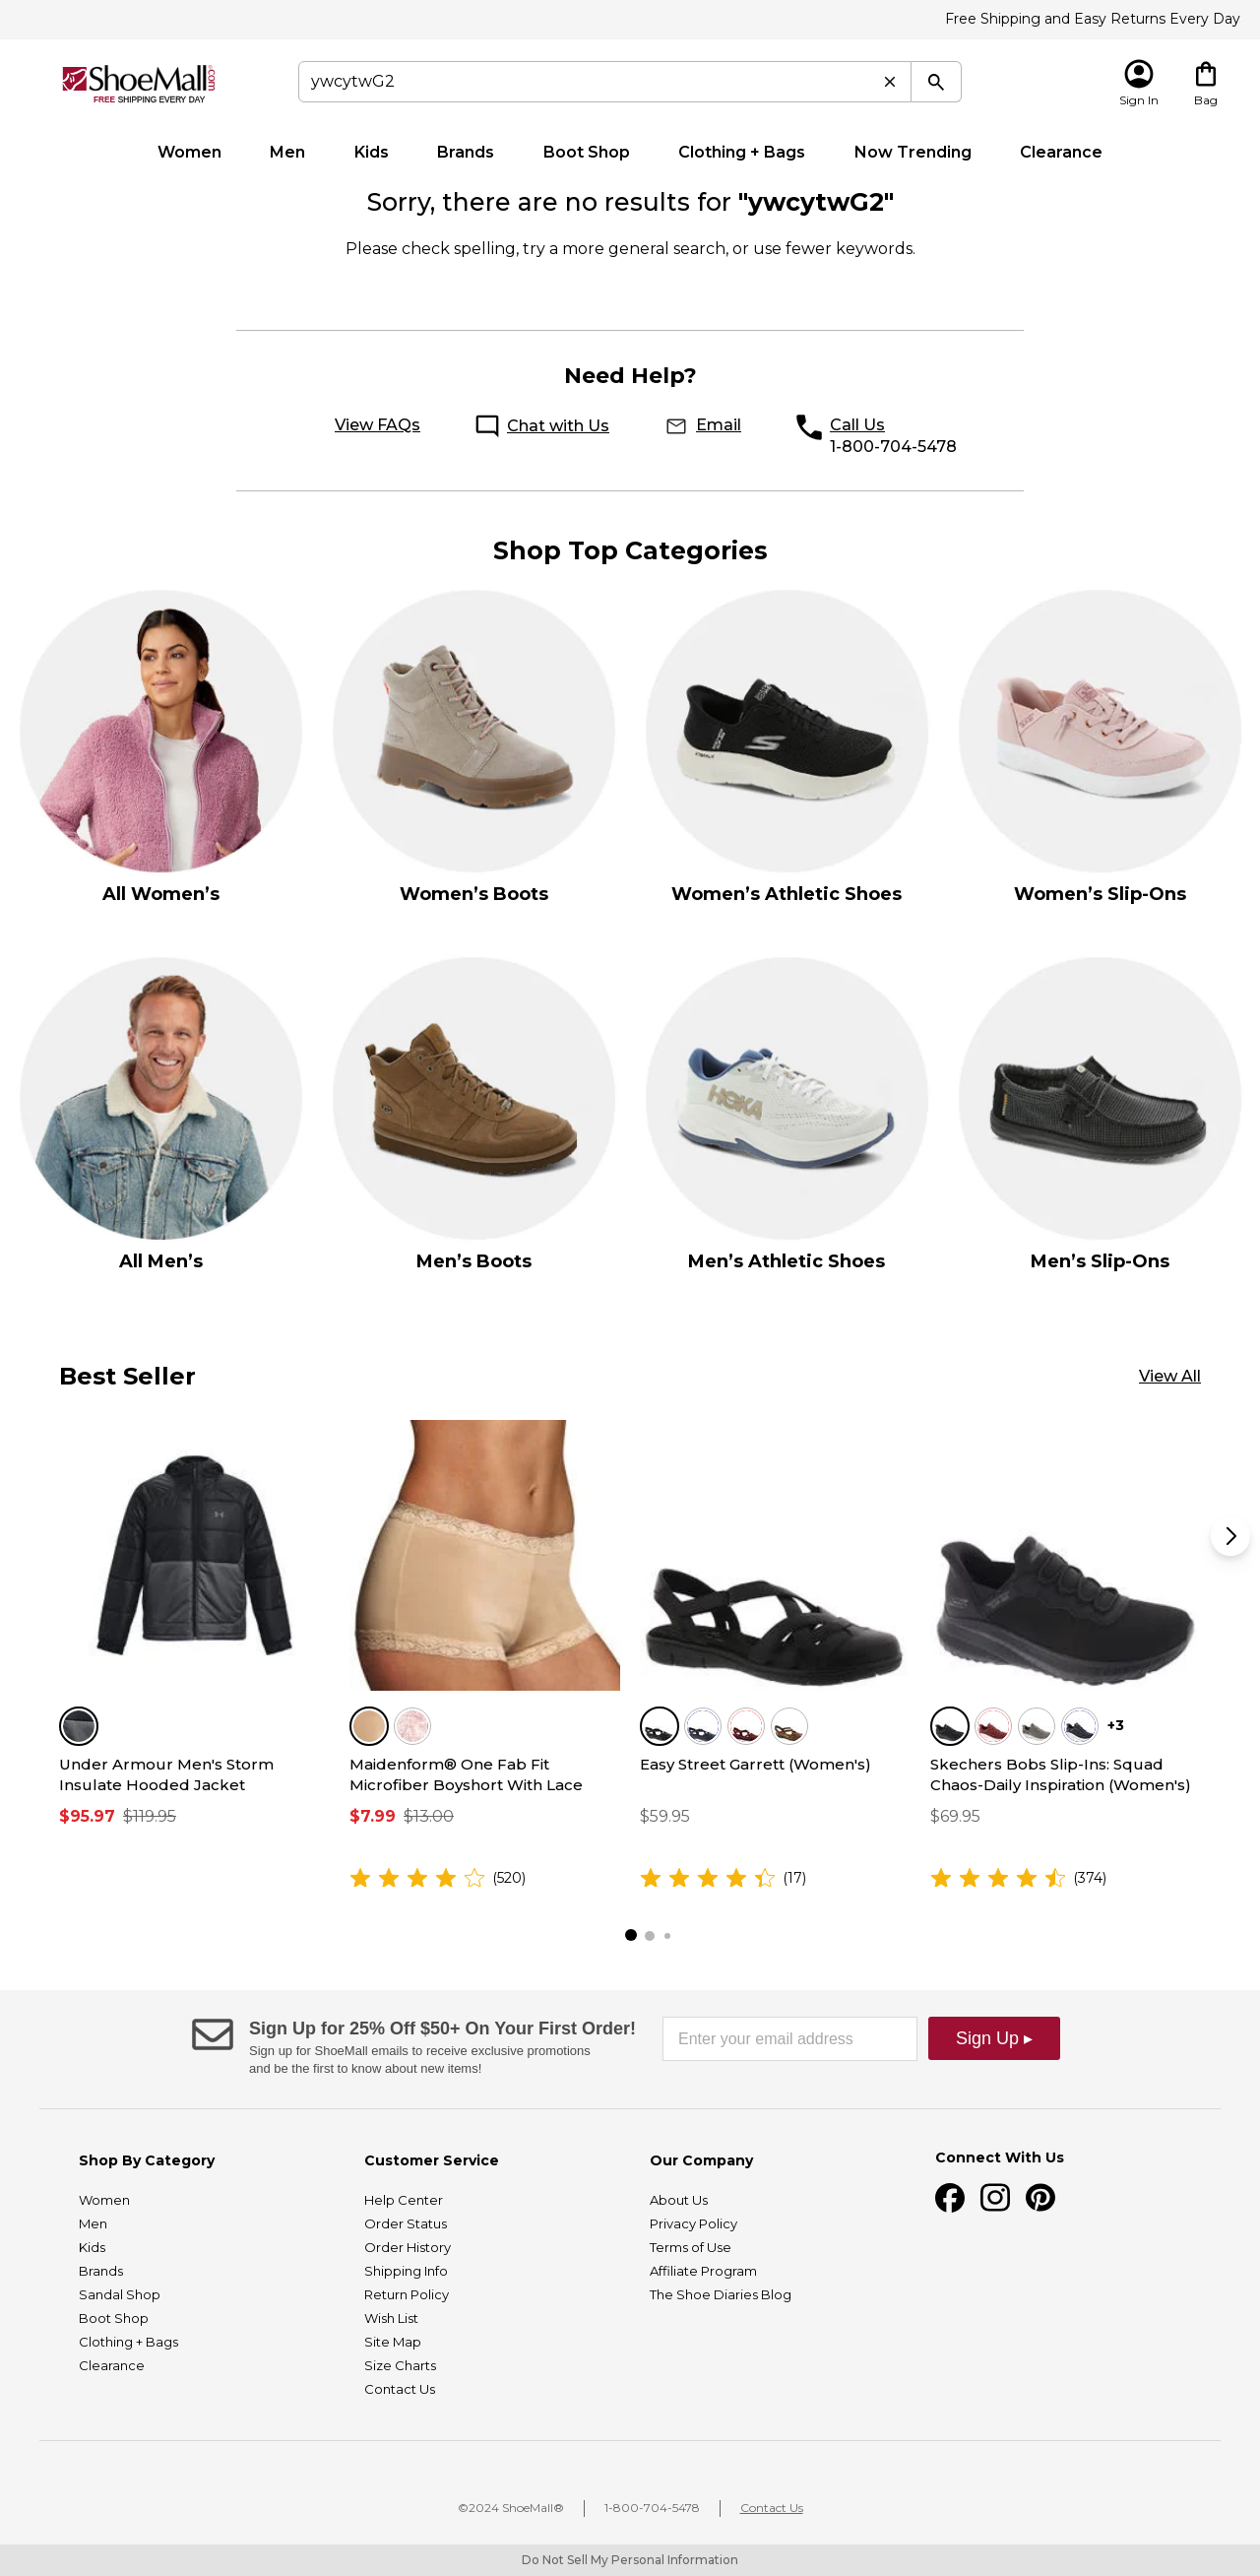 Free Shipping and Easy Returns Every Day
ShoeMall.com
FREE SHIPPING EVERY DAY
ywcytwG2
Sign In
Bag
Women Men Kids Brands Boot Shop Clothing + Bags Now Trending Clearance
Sorry, there are no results for "ywcytwG2"
Please check spelling, try a more general search, or use fewer keywords.
Need Help?
View FAQs Chat with Us Email Call Us
1-800-704-5478
Shop Top Categories
All Women’s Women’s Boots Women’s Athletic Shoes Women’s Slip-Ons
HOKA
All Men’s Men’s Boots Men’s Athletic Shoes Men’s Slip-Ons
Best Seller
View All
+3
Under Armour Men's Storm
Insulate Hooded Jacket
$95.97 $119.95
Maidenform® One Fab Fit
Microfiber Boyshort With Lace
$7.99 $13.00
(520)
Easy Street Garrett (Women's)
$59.95
(17)
Skechers Bobs Slip-Ins: Squad
Chaos-Daily Inspiration (Women's)
$69.95
(374)
Sign Up for 25% Off $50+ On Your First Order!
Sign up for ShoeMall emails to receive exclusive promotions
and be the first to know about new items!
Enter your email address
Sign Up ▸
Shop By Category
Women
Men
Kids
Brands
Sandal Shop
Boot Shop
Clothing + Bags
Clearance
Customer Service
Help Center
Order Status
Order History
Shipping Info
Return Policy
Wish List
Site Map
Size Charts
Contact Us
Our Company
About Us
Privacy Policy
Terms of Use
Affiliate Program
The Shoe Diaries Blog
Connect With Us
©2024 ShoeMall® 1-800-704-5478 Contact Us
Do Not Sell My Personal Information